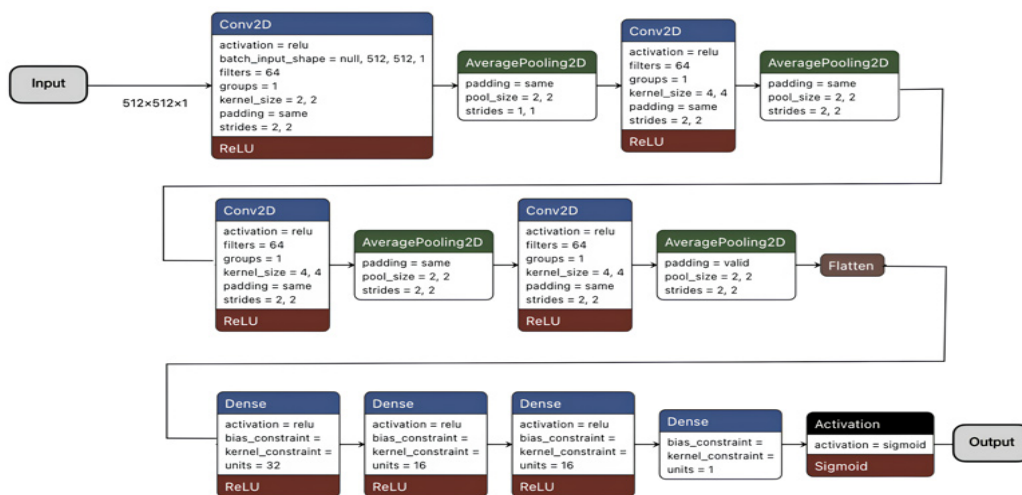 Input
512×512×1
Conv2D
activation = relu
batch_input_shape = null, 512, 512, 1
filters = 64
groups = 1
kernel_size = 2, 2
padding = same
strides = 2, 2
ReLU
AveragePooling2D
padding = same
pool_size = 2, 2
strides = 1, 1
Conv2D
activation = relu
filters = 64
groups = 1
kernel_size = 4, 4
padding = same
strides = 2, 2
ReLU
AveragePooling2D
padding = same
pool_size = 2, 2
strides = 2, 2
Conv2D
activation = relu
filters = 64
groups = 1
kernel_size = 4, 4
padding = same
strides = 2, 2
ReLU
AveragePooling2D
padding = same
pool_size = 2, 2
strides = 2, 2
Conv2D
activation = relu
filters = 64
groups = 1
kernel_size = 4, 4
padding = same
strides = 2, 2
ReLU
AveragePooling2D
padding = valid
pool_size = 2, 2
strides = 2, 2
Flatten
Dense
activation = relu
bias_constraint =
kernel_constraint =
units = 32
ReLU
Dense
activation = relu
bias_constraint =
kernel_constraint =
units = 16
ReLU
Dense
activation = relu
bias_constraint =
kernel_constraint =
units = 16
ReLU
Dense
bias_constraint =
kernel_constraint =
units = 1
Activation
activation = sigmoid
Sigmoid
Output